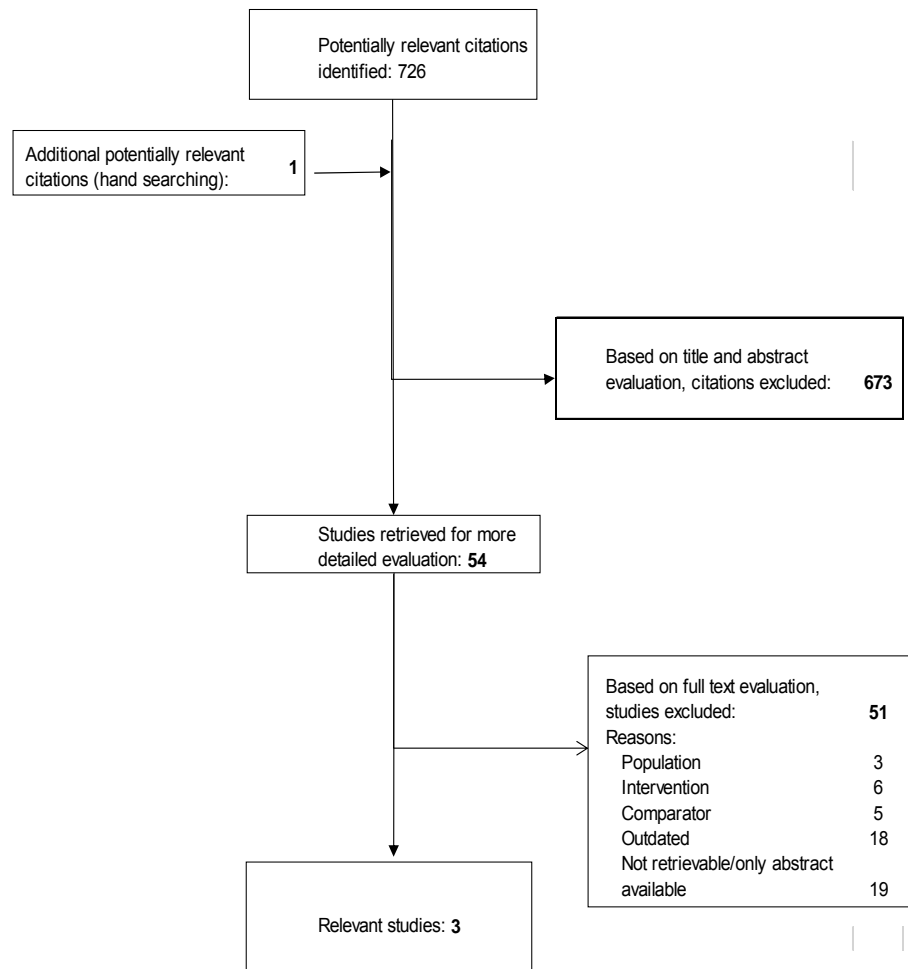 Potentially relevant citations
identified: 726
Additional potentially relevant
citations (hand searching): 1
Based on title and abstract
evaluation, citations excluded: 673
Studies retrieved for more
detailed evaluation: 54
Based on full text evaluation,
studies excluded: 51
Reasons:
Population 3
Intervention 6
Comparator 5
Outdated 18
Not retrievable/only abstract
available 19
Relevant studies: 3